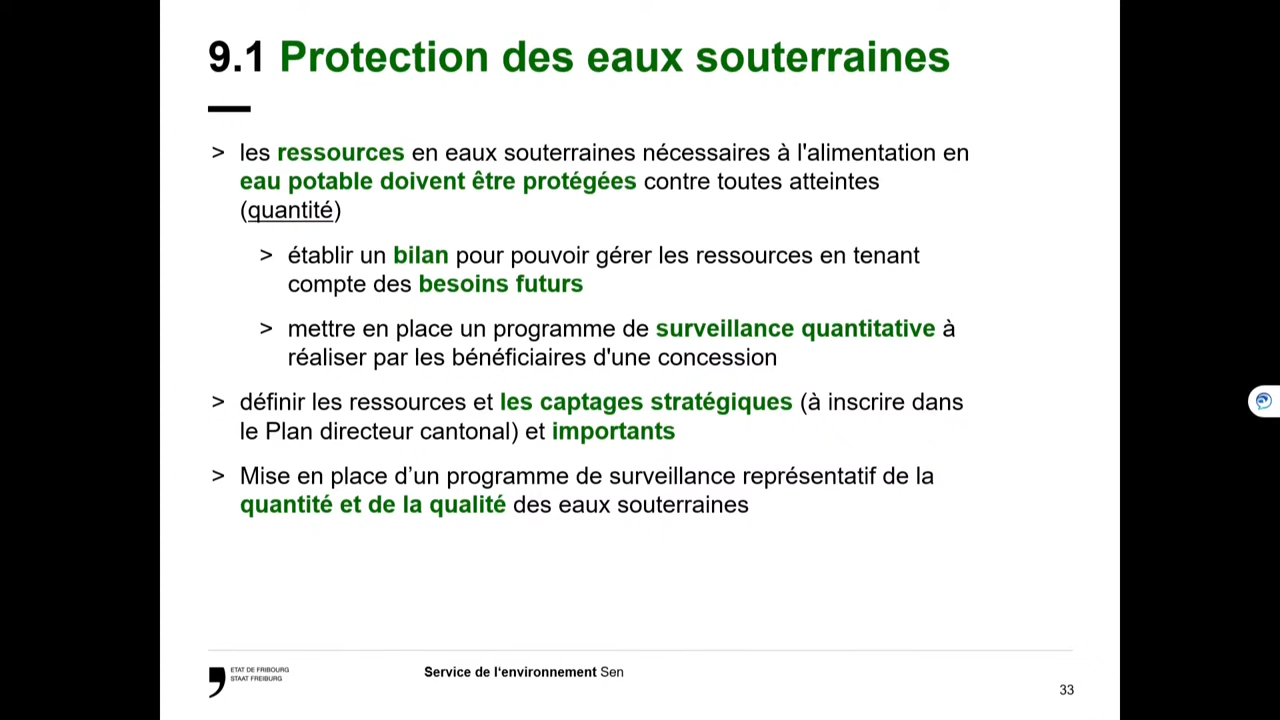 9.1 Protection des eaux souterraines
> les ressources en eaux souterraines nécessaires à l'alimentation en
eau potable doivent être protégées contre toutes atteintes
(quantité)
> établir un bilan pour pouvoir gérer les ressources en tenant
compte des besoins futurs
> mettre en place un programme de surveillance quantitative à
réaliser par les bénéficiaires d'une concession
> définir les ressources et les captages stratégiques (à inscrire dans
le Plan directeur cantonal) et importants
> Mise en place d’un programme de surveillance représentatif de la
quantité et de la qualité des eaux souterraines
ETAT DE FRIBOURG
STAAT FREIBURG
Service de l‘environnement Sen
33